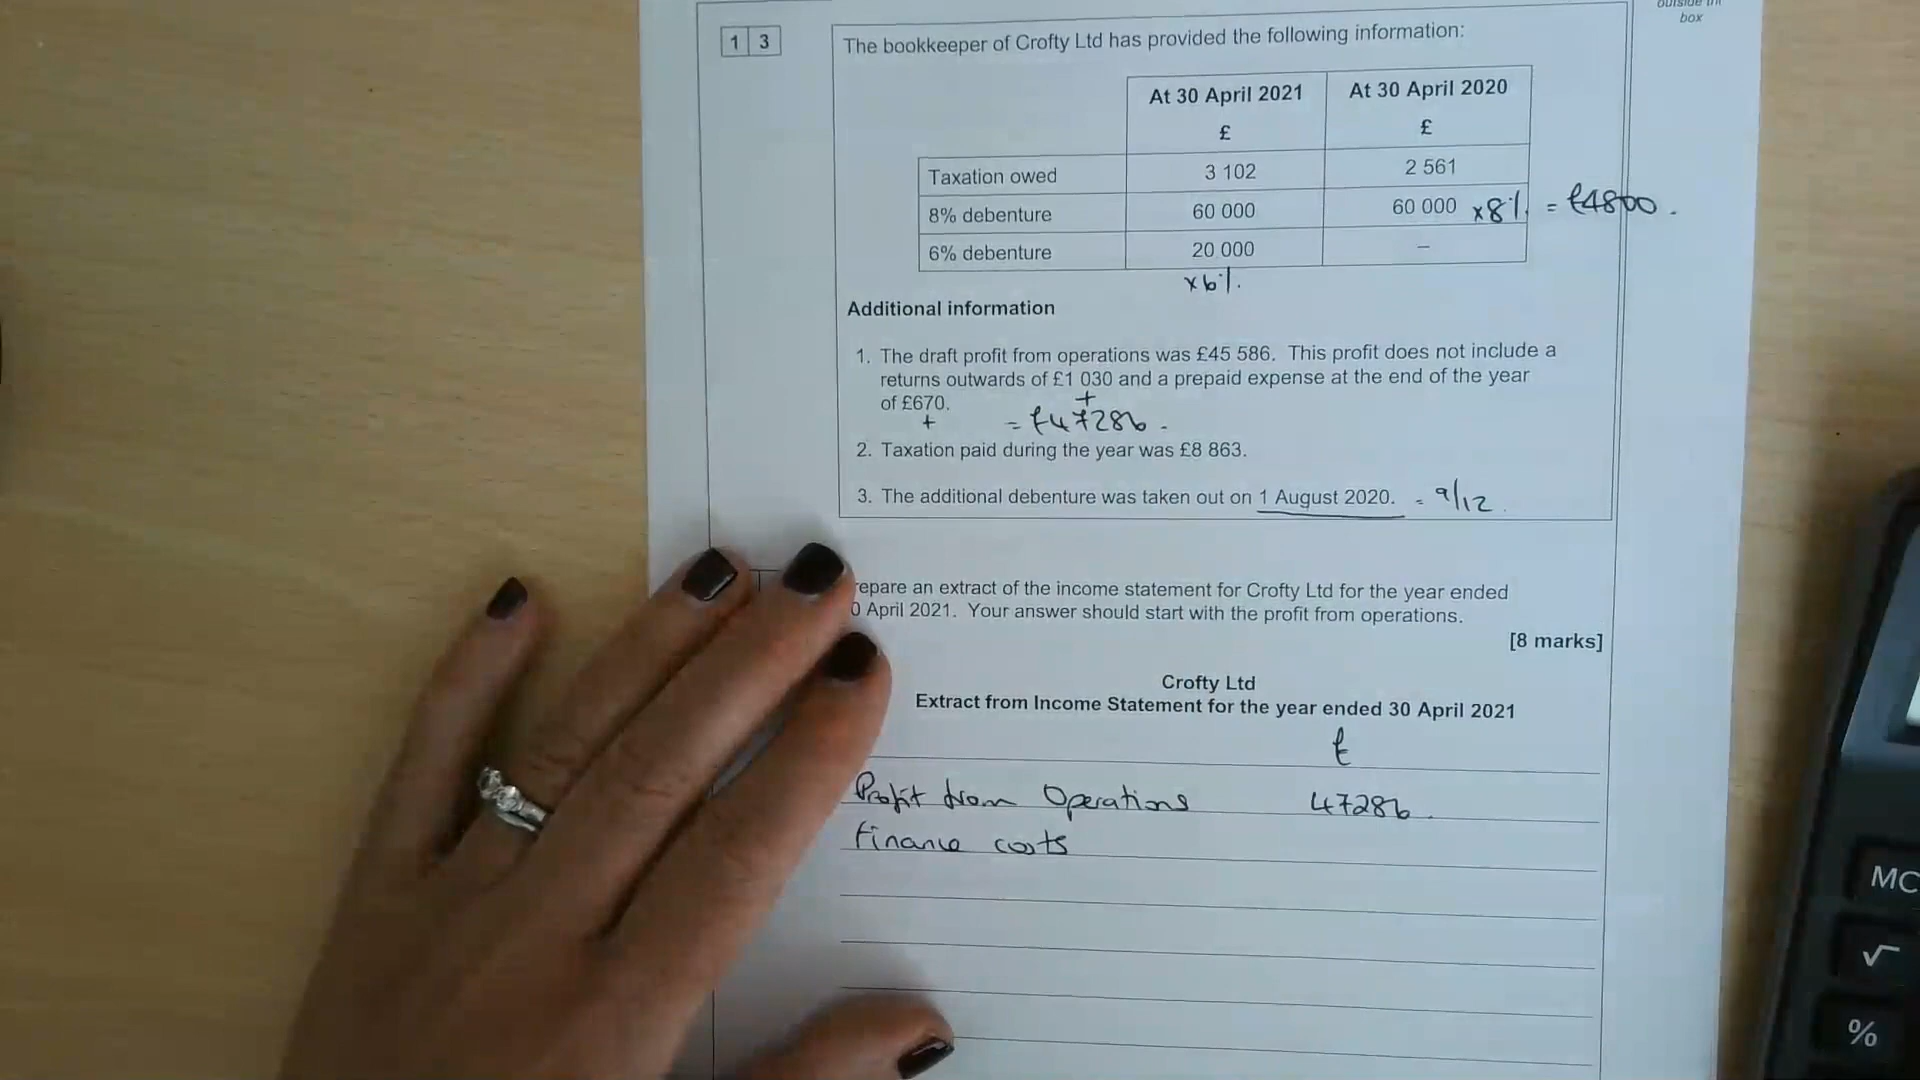 outside the
box
1 3
The bookkeeper of Crofty Ltd has provided the following information:
At 30 April 2021 At 30 April 2020
£ £
Taxation owed 3 102 2 561
8% debenture 60 000 60 000 x8% = £4800.
6% debenture 20 000 –
x6%.
Additional information
1. The draft profit from operations was £45 586. This profit does not include a
returns outwards of £1 030 and a prepaid expense at the end of the year
+
of £670.
+ = £47286.
2. Taxation paid during the year was £8 863.
3. The additional debenture was taken out on 1 August 2020. = 9/12.
repare an extract of the income statement for Crofty Ltd for the year ended
0 April 2021. Your answer should start with the profit from operations.
[8 marks]
Crofty Ltd
Extract from Income Statement for the year ended 30 April 2021
£
Profit from Operations 47286.
Finance costs
MC
√
%